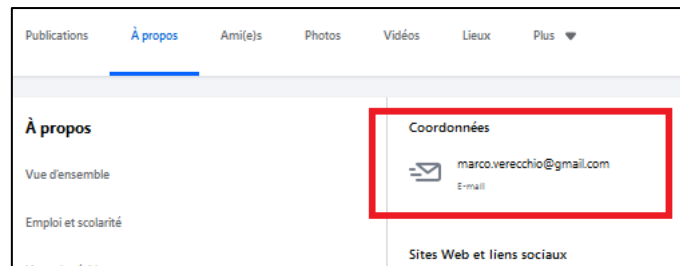 Publications À propos Ami(e)s Photos Vidéos Lieux Plus
À propos
Vue d'ensemble
Emploi et scolarité
Coordonnées
marco.verecchio@gmail.com
E-mail
Sites Web et liens sociaux